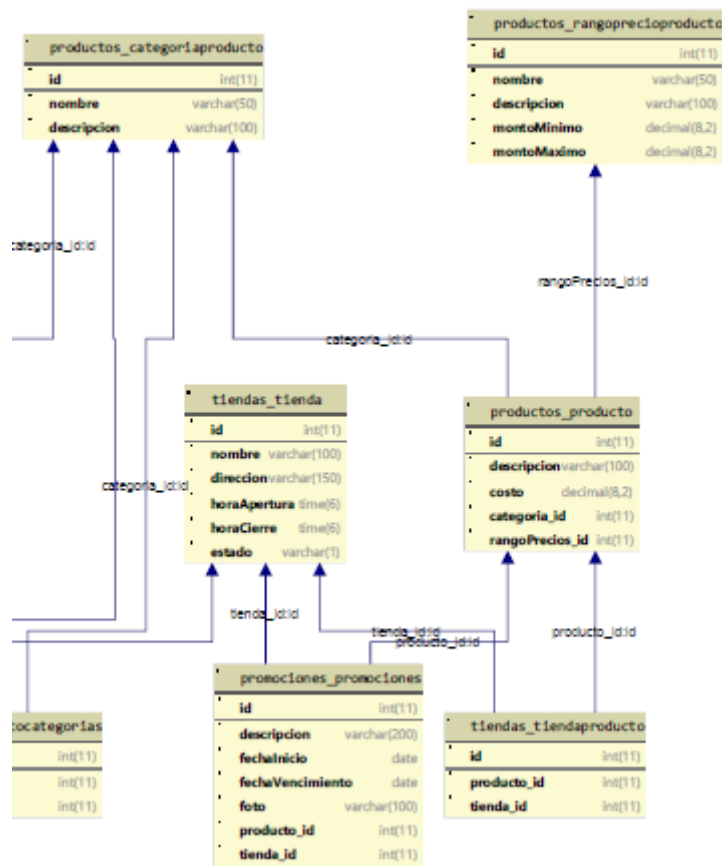 productos_categoriaproducto
id int(11)
nombre varchar(50)
descripcion varchar(100)
productos_rangoprecioproducto
id int(11)
nombre varchar(50)
descripcion varchar(100)
montoMinimo decimal(8,2)
montoMaximo decimal(8,2)
categoria_id:id
rangoPrecios_id:id
categoria_id:id
tiendas_tienda
id int(11)
nombre varchar(100)
direccion varchar(150)
horaApertura time(6)
horaCierre time(6)
estado varchar(1)
productos_producto
id int(11)
descripcion varchar(100)
costo decimal(8,2)
categoria_id int(11)
rangoPrecios_id int(11)
categoria_id:id
tienda_id:id
tienda_id:id
producto_id:id
producto_id:id
tocategorias
int(11)
int(11)
int(11)
promociones_promociones
id int(11)
descripcion varchar(200)
fechaInicio date
fechaVencimiento date
foto varchar(100)
producto_id int(11)
tienda_id int(11)
tiendas_tiendaproducto
id int(11)
producto_id int(11)
tienda_id int(11)